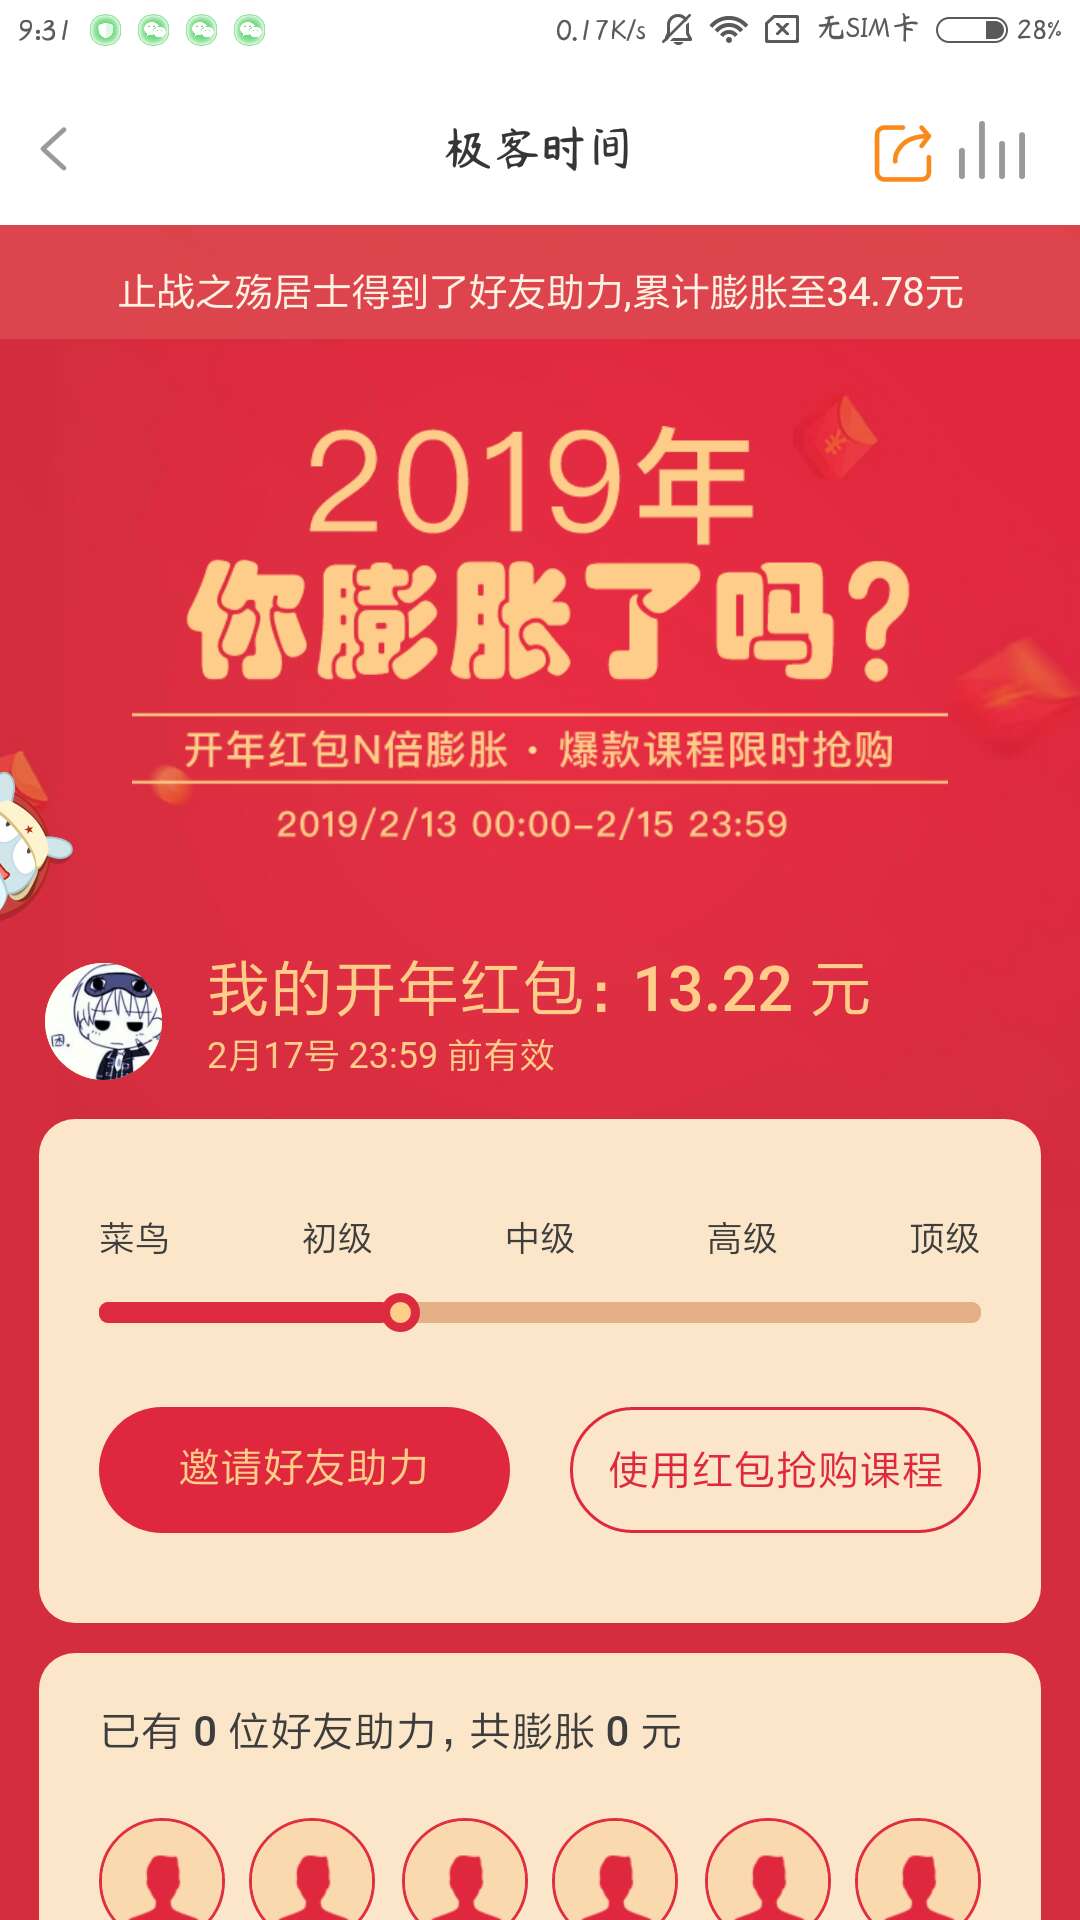 9:31 0.17K/s 无SIM卡 28%
极客时间
止战之殇居士得到了好友助力,累计膨胀至34.78元
2019年
你膨胀了吗?
开年红包N倍膨胀·爆款课程限时抢购
2019/2/13 00:00-2/15 23:59
我的开年红包: 13.22 元
2月17号 23:59 前有效
菜鸟 初级 中级 高级 顶级
邀请好友助力 使用红包抢购课程
已有 0 位好友助力, 共膨胀 0 元